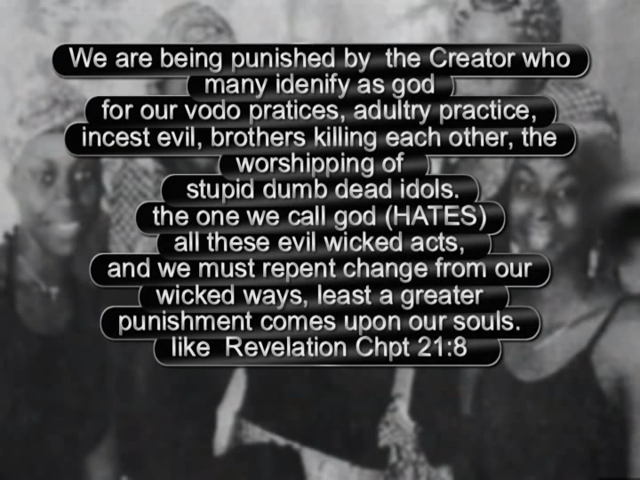 We are being punished by the Creator who
many idenify as god
for our vodo pratices, adultry practice,
incest evil, brothers killing each other, the
worshipping of
stupid dumb dead idols.
the one we call god (HATES)
all these evil wicked acts,
and we must repent change from our
wicked ways, least a greater
punishment comes upon our souls.
like Revelation Chpt 21:8